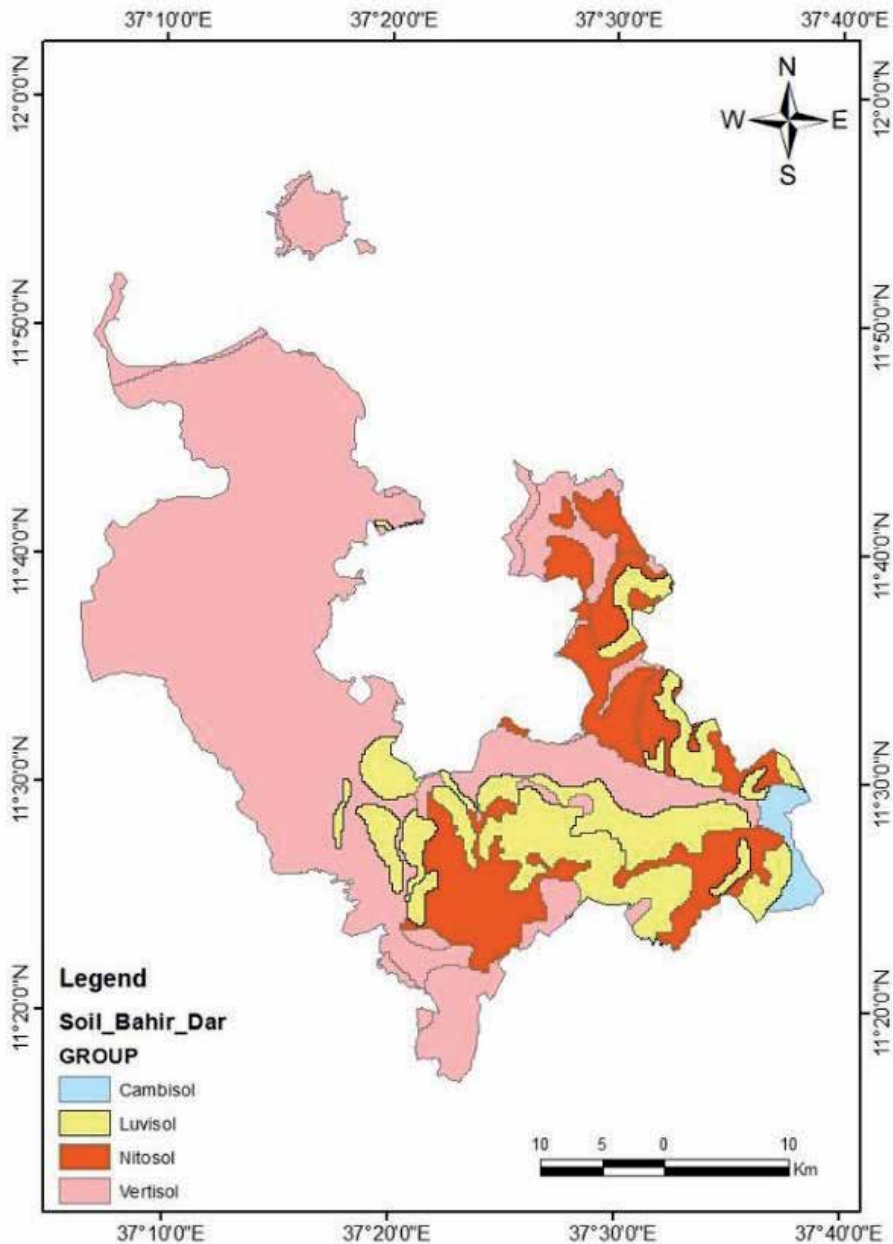 37°10'0"E 37°20'0"E 37°30'0"E 37°40'0"E
N
W E
S
12°0'0"N 12°0'0"N
11°50'0"N 11°50'0"N
11°40'0"N 11°40'0"N
11°30'0"N 11°30'0"N
11°20'0"N 11°20'0"N
Legend
Soil_Bahir_Dar
GROUP
Cambisol
Luvisol
Nitosol
Vertisol
10 5 0 10
Km
37°10'0"E 37°20'0"E 37°30'0"E 37°40'0"E